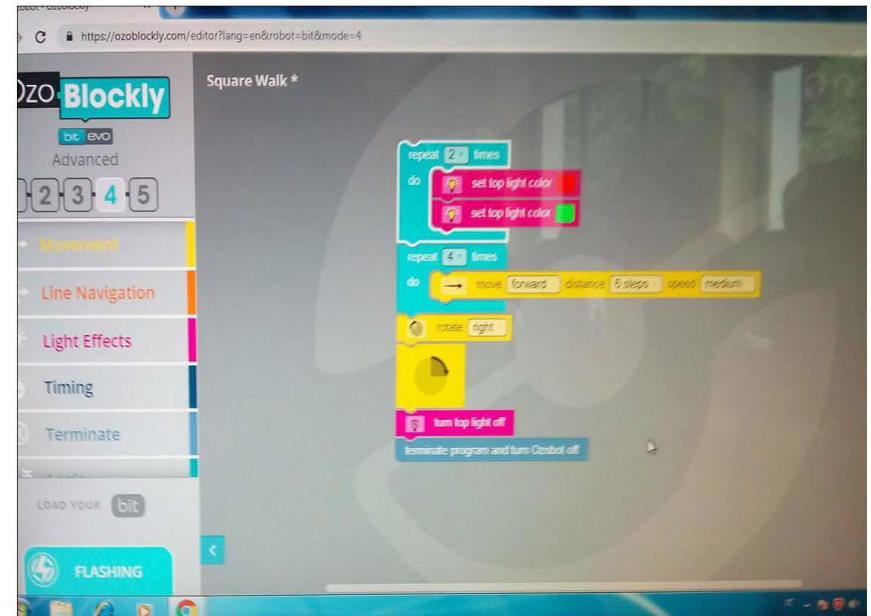 https://ozoblockly.com/editor?lang=en&robot=bit&mode=4
OZO Blockly
bit evo
Advanced
2 3 4 5
Movement
Line Navigation
Light Effects
Timing
Terminate
LOAD YOUR bit
FLASHING
Square Walk *
repeat 2 times
do set top light color
set top light color
repeat 4 times
do move forward distance 6 steps speed medium
rotate right
turn top light off
terminate program and turn Ozobot off
IT